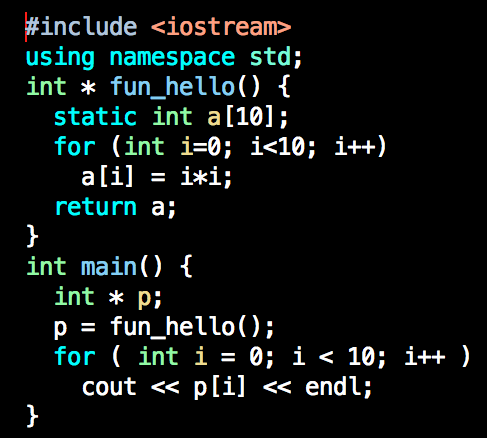 #include <iostream>
using namespace std;
int * fun_hello() {
  static int a[10];
  for (int i=0; i<10; i++)
    a[i] = i*i;
  return a;
}
int main() {
  int * p;
  p = fun_hello();
  for ( int i = 0; i < 10; i++ )
    cout << p[i] << endl;
}